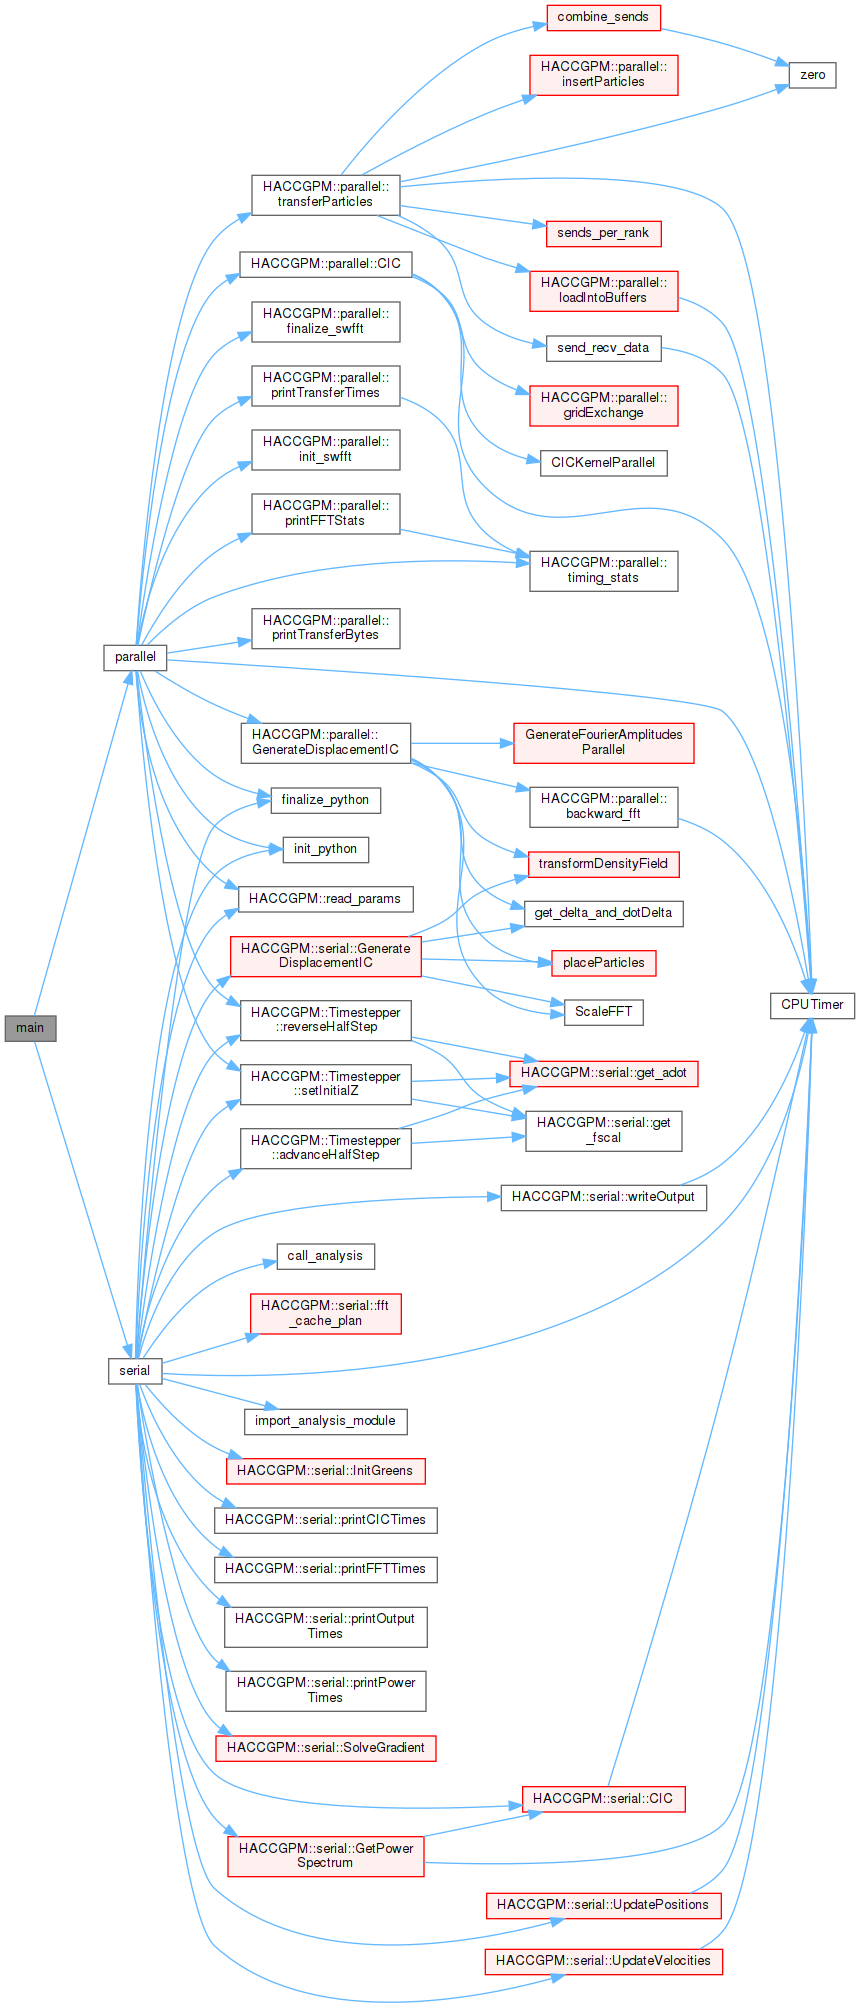 combine_sends
HACCGPM::parallel::
insertParticles
zero
HACCGPM::parallel::
transferParticles
sends_per_rank
HACCGPM::parallel::CIC
HACCGPM::parallel::
loadIntoBuffers
HACCGPM::parallel::
finalize_swfft
send_recv_data
HACCGPM::parallel::
printTransferTimes
HACCGPM::parallel::
gridExchange
HACCGPM::parallel::
init_swfft
CICKernelParallel
HACCGPM::parallel::
printFFTStats
HACCGPM::parallel::
timing_stats
HACCGPM::parallel::
printTransferBytes
parallel
HACCGPM::parallel::
GenerateDisplacementIC
GenerateFourierAmplitudes
Parallel
finalize_python
HACCGPM::parallel::
backward_fft
init_python
transformDensityField
HACCGPM::read_params
get_delta_and_dotDelta
HACCGPM::serial::Generate
DisplacementIC
placeParticles
CPUTimer
ScaleFFT
main
HACCGPM::Timestepper
::reverseHalfStep
HACCGPM::serial::get_adot
HACCGPM::Timestepper
::setInitialZ
HACCGPM::serial::get
_fscal
HACCGPM::Timestepper
::advanceHalfStep
HACCGPM::serial::writeOutput
call_analysis
HACCGPM::serial::fft
_cache_plan
serial
import_analysis_module
HACCGPM::serial::InitGreens
HACCGPM::serial::printCICTimes
HACCGPM::serial::printFFTTimes
HACCGPM::serial::printOutput
Times
HACCGPM::serial::printPower
Times
HACCGPM::serial::SolveGradient
HACCGPM::serial::CIC
HACCGPM::serial::GetPower
Spectrum
HACCGPM::serial::UpdatePositions
HACCGPM::serial::UpdateVelocities